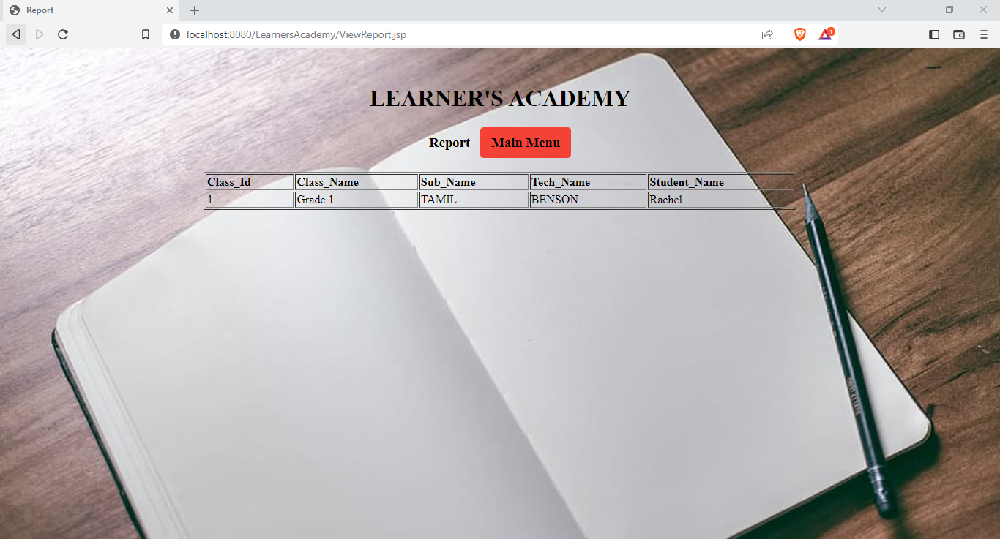 Report
localhost:8080/LearnersAcademy/ViewReport.jsp
1
LEARNER'S ACADEMY
Report Main Menu
Class_Id Class_Name Sub_Name Tech_Name Student_Name
1 Grade 1 TAMIL BENSON Rachel